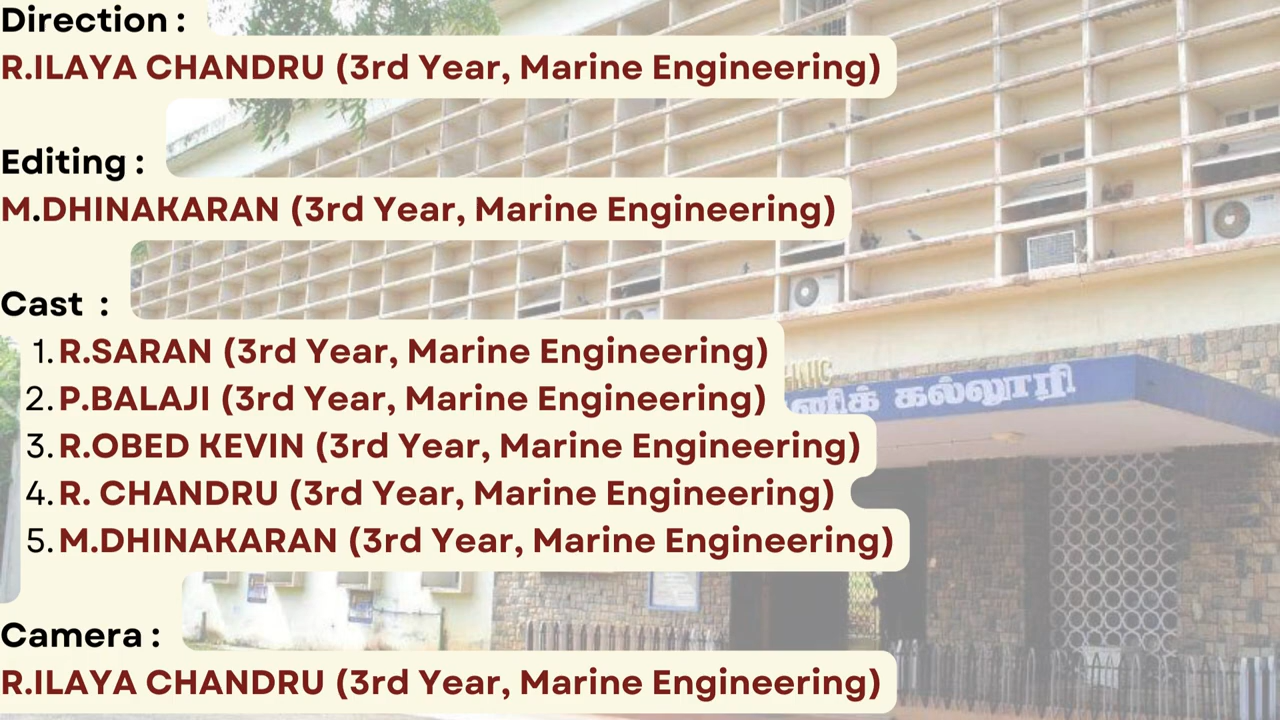 Direction :
R.ILAYA CHANDRU (3rd Year, Marine Engineering)
Editing :
M.DHINAKARAN (3rd Year, Marine Engineering)
Cast :
1. R.SARAN (3rd Year, Marine Engineering)
2. P.BALAJI (3rd Year, Marine Engineering)
கல்லூரி
3. R.OBED KEVIN (3rd Year, Marine Engineering)
4. R. CHANDRU (3rd Year, Marine Engineering)
5. M.DHINAKARAN (3rd Year, Marine Engineering)
Camera :
R.ILAYA CHANDRU (3rd Year, Marine Engineering)